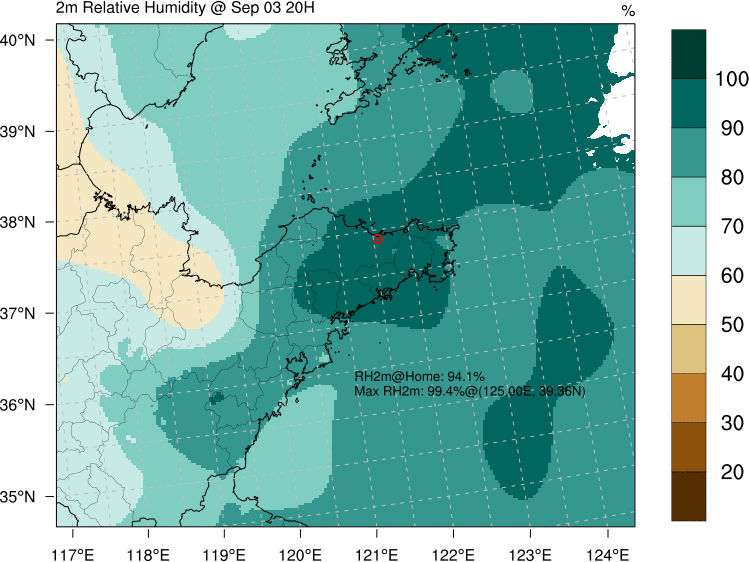 2m Relative Humidity @ Sep 03 20H
%
40°N
39°N
38°N
37°N
36°N
35°N
RH2m@Home: 94.1%
Max RH2m: 99.4%@(125.00E, 39.36N)
117°E 118°E 119°E 120°E 121°E 122°E 123°E 124°E
100
90
80
70
60
50
40
30
20